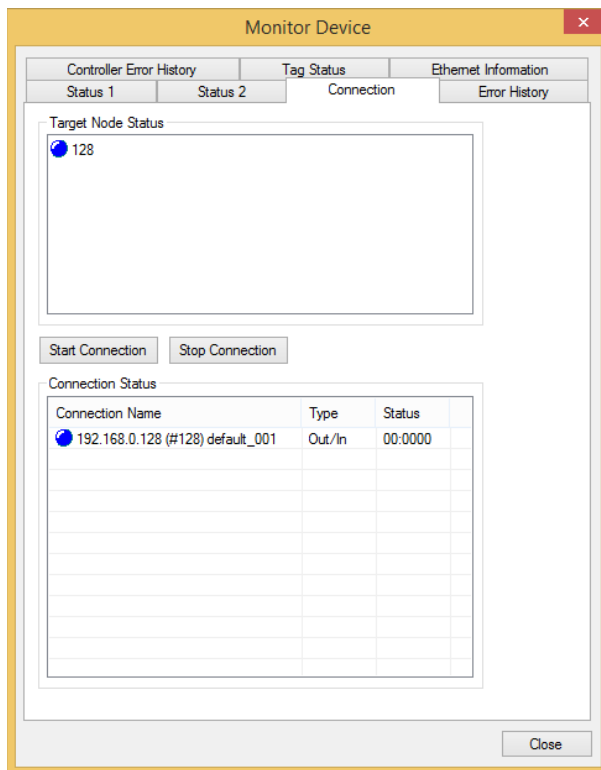 Monitor Device
Controller Error History Tag Status Ethernet Information
Status 1 Status 2 Connection Error History
Target Node Status
128
Start Connection Stop Connection
Connection Status
Connection Name Type Status
192.168.0.128 (#128) default_001 Out/In 00:0000
Close